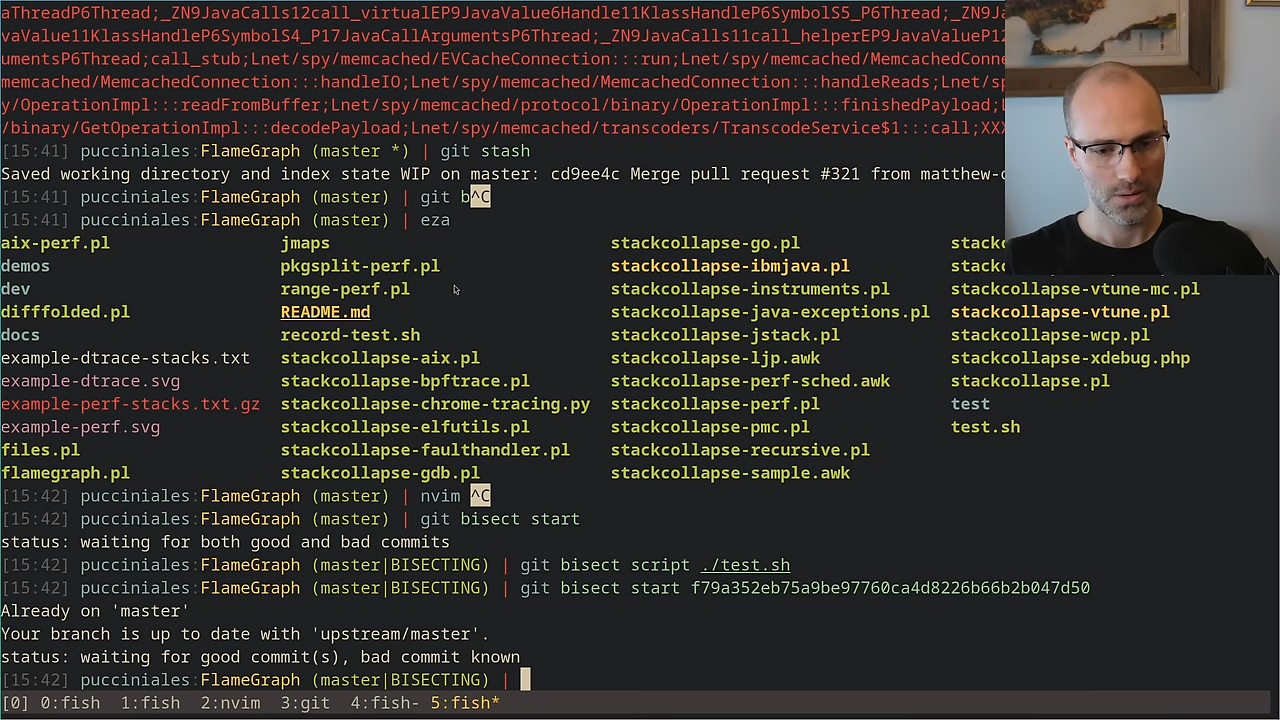 aThreadP6Thread;_ZN9JavaCalls12call_virtualEP9JavaValue6Handle11KlassHandleP6SymbolS5_P6Thread;_ZN9Ja
vaValue11KlassHandleP6SymbolS4_P17JavaCallArgumentsP6Thread;_ZN9JavaCalls11call_helperEP9JavaValueP12
umentsP6Thread;call_stub;Lnet/spy/memcached/EVCacheConnection:::run;Lnet/spy/memcached/MemcachedConne
memcached/MemcachedConnection:::handleIO;Lnet/spy/memcached/MemcachedConnection:::handleReads;Lnet/sp
y/OperationImpl:::readFromBuffer;Lnet/spy/memcached/protocol/binary/OperationImpl:::finishedPayload;L
/binary/GetOperationImpl:::decodePayload;Lnet/spy/memcached/transcoders/TranscodeService$1:::call;XXX
[15:41] pucciniales:FlameGraph (master *) | git stash
Saved working directory and index state WIP on master: cd9ee4c Merge pull request #321 from matthew-o
[15:41] pucciniales:FlameGraph (master) | git b^C
[15:41] pucciniales:FlameGraph (master) | eza
aix-perf.pl jmaps stackcollapse-go.pl stackc
demos pkgsplit-perf.pl stackcollapse-ibmjava.pl
dev range-perf.pl stackcollapse-instruments.pl stackcollapse-vtune-mc.pl
difffolded.pl README.md stackcollapse-java-exceptions.pl stackcollapse-vtune.pl
docs record-test.sh stackcollapse-jstack.pl stackcollapse-wcp.pl
example-dtrace-stacks.txt stackcollapse-aix.pl stackcollapse-ljp.awk stackcollapse-xdebug.php
example-dtrace.svg stackcollapse-bpftrace.pl stackcollapse-perf-sched.awk stackcollapse.pl
example-perf-stacks.txt.gz stackcollapse-chrome-tracing.py stackcollapse-perf.pl test
example-perf.svg stackcollapse-elfutils.pl stackcollapse-pmc.pl test.sh
files.pl stackcollapse-faulthandler.pl stackcollapse-recursive.pl
flamegraph.pl stackcollapse-gdb.pl stackcollapse-sample.awk
[15:42] pucciniales:FlameGraph (master) | nvim ^C
[15:42] pucciniales:FlameGraph (master) | git bisect start
status: waiting for both good and bad commits
[15:42] pucciniales:FlameGraph (master|BISECTING) | git bisect script ./test.sh
[15:42] pucciniales:FlameGraph (master|BISECTING) | git bisect start f79a352eb75a9be97760ca4d8226b66b2b047d50
Already on 'master'
Your branch is up to date with 'upstream/master'.
status: waiting for good commit(s), bad commit known
[15:42] pucciniales:FlameGraph (master|BISECTING) |
[0] 0:fish 1:fish 2:nvim 3:git 4:fish- 5:fish*